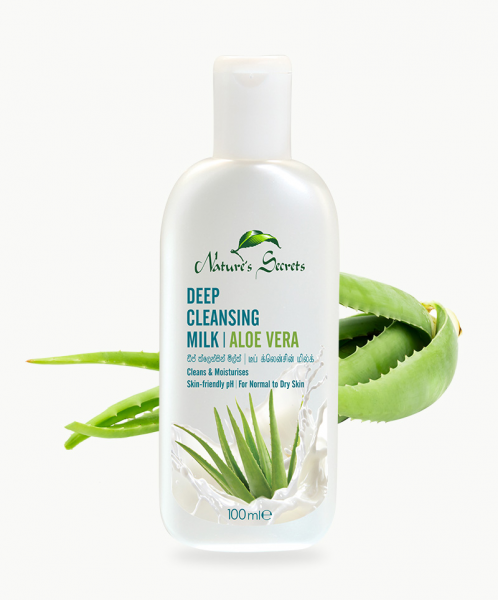 Nature's Secrets
DEEP
CLEANSING
MILK | ALOE VERA
ඩීප් ක්ලෙන්සින් මිල්ක් | டீப் க்லென்சின் மில்க்
Cleans & Moisturises
Skin-friendly pH | For Normal to Dry Skin
100ml℮